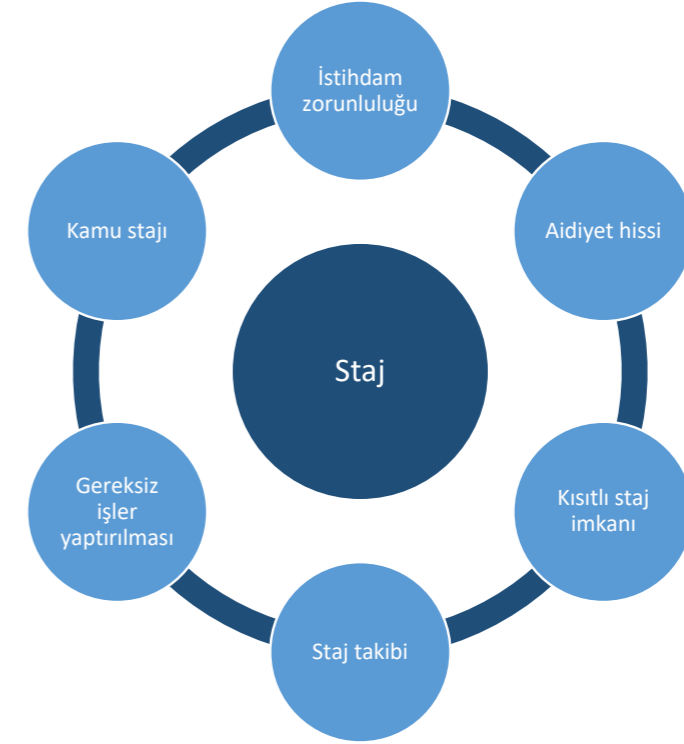 İstihdam
zorunluluğu
Aidiyet hissi
Kısıtlı staj
imkanı
Staj takibi
Gereksiz
işler
yaptırılması
Kamu stajı
Staj